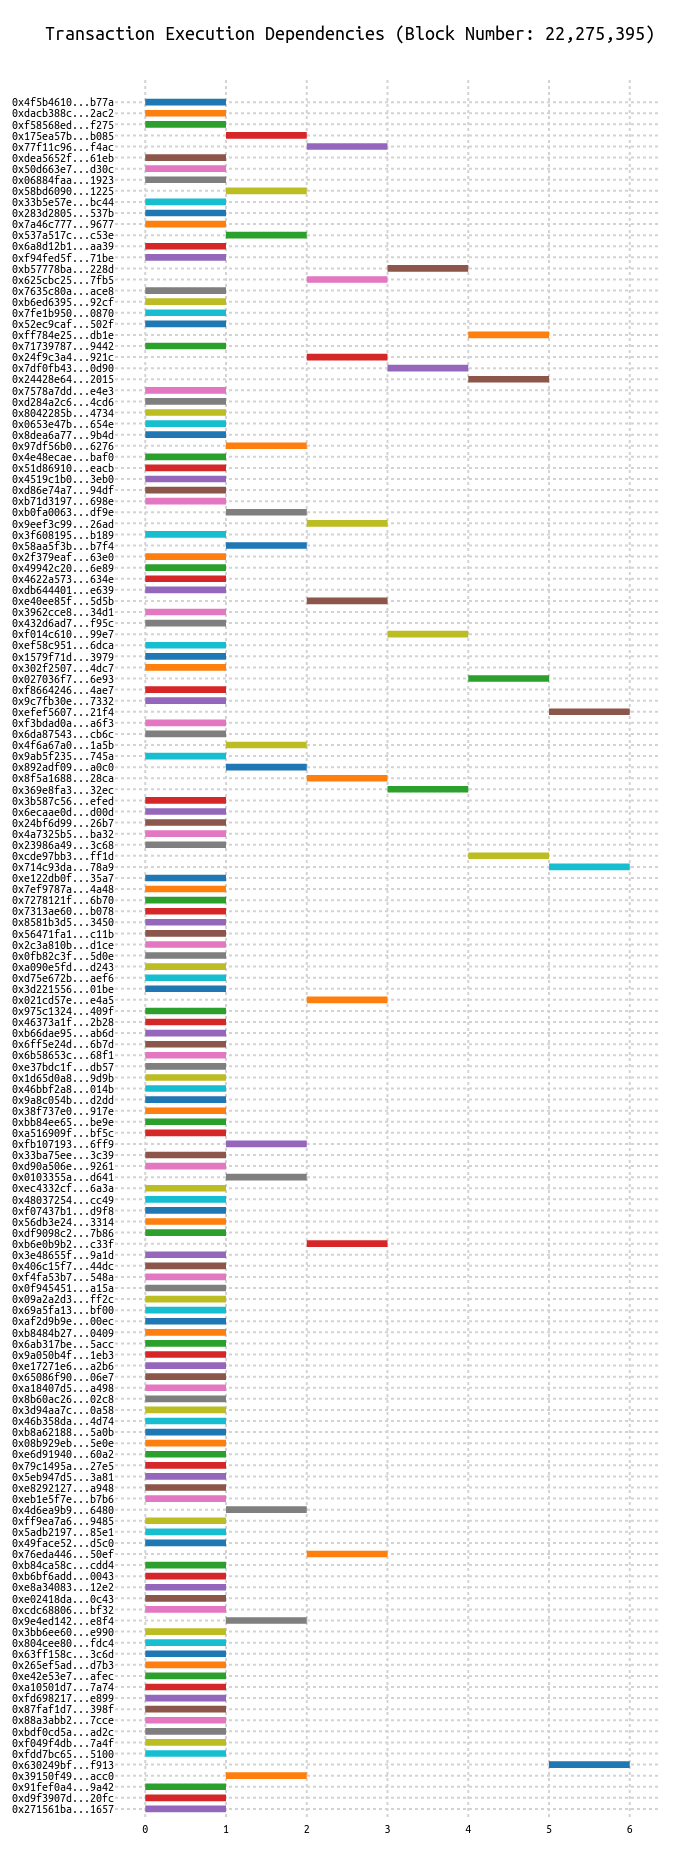 Transaction Execution Dependencies (Block Number: 22,275,395)
0x4f5b4610...b77a
0xdacb388c...2ac2
0xf58568ed...f275
0x175ea57b...b085
0x77f11c96...f4ac
0xdea5652f...61eb
0x50d663e7...d30c
0x06884faa...1923
0x58bd6090...1225
0x33b5e57e...bc44
0x283d2805...537b
0x7a46c777...9677
0x537a517c...c53e
0x6a8d12b1...aa39
0xf94fed5f...71be
0xb57778ba...228d
0x625cbc25...7fb5
0x7635c80a...ace8
0xb6ed6395...92cf
0x7fe1b950...0870
0x52ec9caf...502f
0xff784e25...db1e
0x71739787...9442
0x24f9c3a4...921c
0x7df0fb43...0d90
0x24428e64...2015
0x7578a7dd...e4e3
0xd284a2c6...4cd6
0x8042285b...4734
0x0653e47b...654e
0x8dea6a77...9b4d
0x97df56b0...6276
0x4e48ecae...baf0
0x51d86910...eacb
0x4519c1b0...3eb0
0xd86e74a7...94df
0xb71d3197...698e
0xb0fa0063...df9e
0x9eef3c99...26ad
0x3f608195...b189
0x58aa5f3b...b7f4
0x2f379eaf...63e0
0x49942c20...6e89
0x4622a573...634e
0xdb644401...e639
0xe40ee85f...5d5b
0x3962cce8...34d1
0x432d6ad7...f95c
0xf014c610...99e7
0xef58c951...6dca
0x1579f71d...3979
0x302f2507...4dc7
0x027036f7...6e93
0xf8664246...4ae7
0x9c7fb30e...7332
0xefef5607...21f4
0xf3bdad0a...a6f3
0x6da87543...cb6c
0x4f6a67a0...1a5b
0x9ab5f235...745a
0x892adf09...a0c0
0x8f5a1688...28ca
0x369e8fa3...32ec
0x3b587c56...efed
0x6ecaae0d...d00d
0x24bf6d99...26b7
0x4a7325b5...ba32
0x23986a49...3c68
0xcde97bb3...ff1d
0x714c93da...78a9
0xe122db0f...35a7
0x7ef9787a...4a48
0x7278121f...6b70
0x7313ae60...b078
0x8581b3d5...3450
0x56471fa1...c11b
0x2c3a810b...d1ce
0x0fb82c3f...5d0e
0xa090e5fd...d243
0xd75e672b...aef6
0x3d221556...01be
0x021cd57e...e4a5
0x975c1324...409f
0x46373a1f...2b28
0xb66dae95...ab6d
0x6ff5e24d...6b7d
0x6b58653c...68f1
0xe37bdc1f...db57
0x1d65d0a8...9d9b
0x46bbf2a8...014b
0x9a8c054b...d2dd
0x38f737e0...917e
0xbb84ee65...be9e
0xa516909f...bf5c
0xfb107193...6ff9
0x33ba75ee...3c39
0xd90a506e...9261
0x0103355a...d641
0xec4332cf...6a3a
0x48037254...cc49
0xf07437b1...d9f8
0x56db3e24...3314
0xdf9098c2...7b86
0xb6e0b9b2...c33f
0x3e48655f...9a1d
0x406c15f7...44dc
0xf4fa53b7...548a
0x0f945451...a15a
0x09a2a2d3...ff2c
0x69a5fa13...bf00
0xaf2d9b9e...00ec
0xb8484b27...0409
0x6ab317be...5acc
0x9a050b4f...1eb3
0xe17271e6...a2b6
0x65086f90...06e7
0xa18407d5...a498
0x8b60ac26...02c8
0x3d94aa7c...0a58
0x46b358da...4d74
0xb8a62188...5a0b
0x08b929eb...5e0e
0xe6d91940...60a2
0x79c1495a...27e5
0x5eb947d5...3a81
0xe8292127...a948
0xeb1e5f7e...b7b6
0x4d6ea9b9...6480
0xff9ea7a6...9485
0x5adb2197...85e1
0x49face52...d5c0
0x76eda446...50ef
0xb84ca58c...cdd4
0xb6bf6add...0043
0xe8a34083...12e2
0xe02418da...0c43
0xcdc68806...bf32
0x9e4ed142...e8f4
0x3bb6ee60...e990
0x804cee80...fdc4
0x63ff158c...3c6d
0x265ef5ad...d7b3
0xe42e53e7...afec
0xa10501d7...7a74
0xfd698217...e899
0x87faf1d7...398f
0x88a3abb2...7cce
0xbdf0cd5a...ad2c
0xf049f4db...7a4f
0xfdd7bc65...5100
0x630249bf...f913
0x39150f49...acc0
0x91fef0a4...9a42
0xd9f3907d...20fc
0x271561ba...1657
0 1 2 3 4 5 6